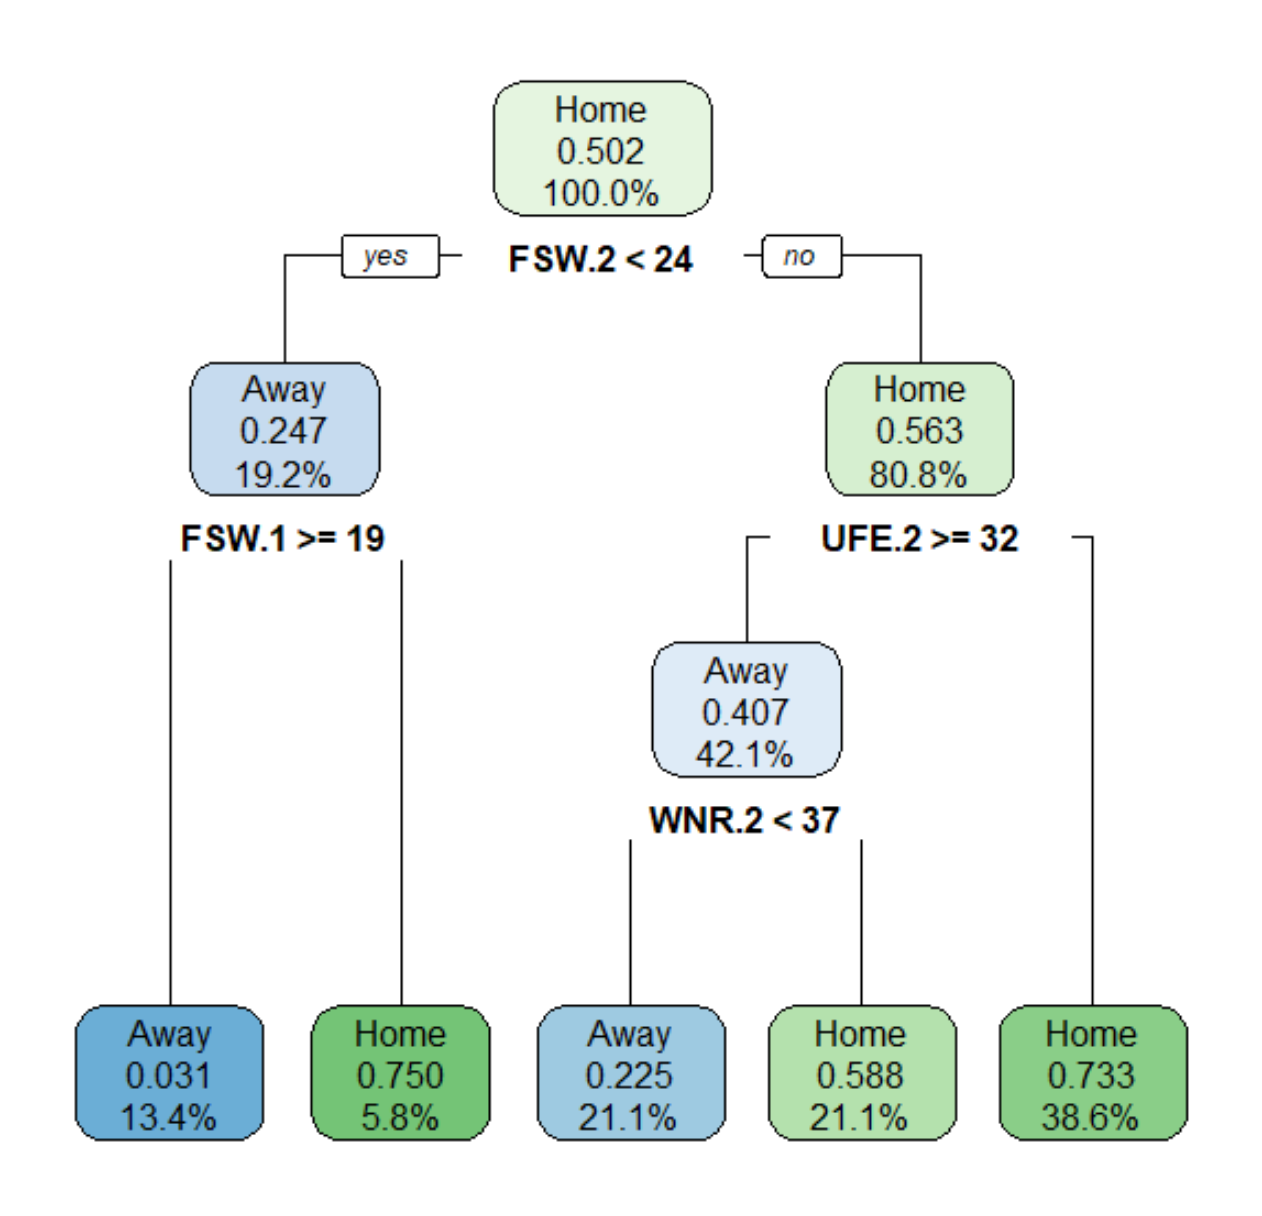 Home
0.502
100.0%
yes
FSW.2 < 24
no
Away
0.247
19.2%
Home
0.563
80.8%
FSW.1 >= 19
UFE.2 >= 32
Away
0.407
42.1%
WNR.2 < 37
Away
0.031
13.4%
Home
0.750
5.8%
Away
0.225
21.1%
Home
0.588
21.1%
Home
0.733
38.6%